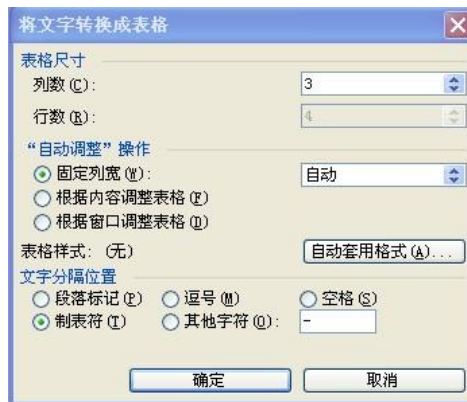 将文字转换成表格
表格尺寸
列数(C): 3
行数(R): 4
“自动调整”操作
固定列宽(W): 自动
根据内容调整表格(F)
根据窗口调整表格(D)
表格样式: (无) 自动套用格式(A)...
文字分隔位置
段落标记(P) 逗号(M) 空格(S)
制表符(T) 其他字符(O): -
确定 取消